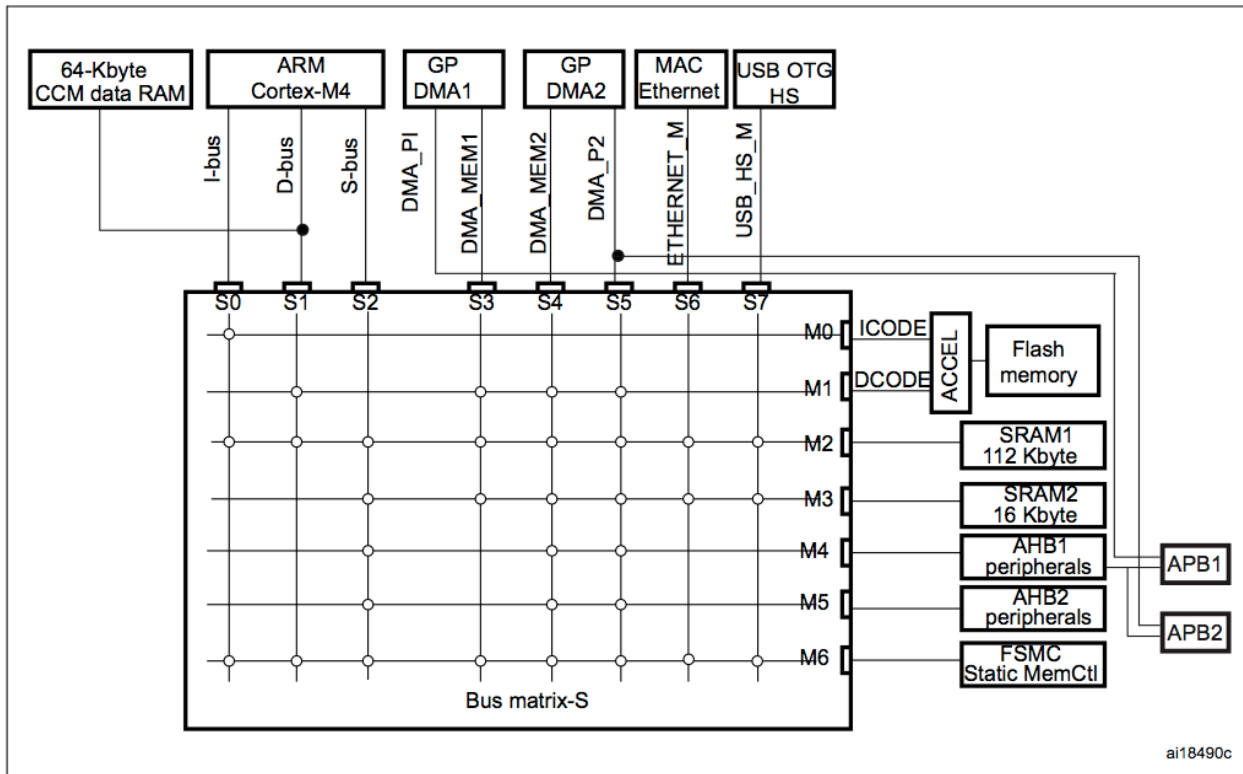 64-Kbyte
CCM data RAM
ARM
Cortex-M4
GP
DMA1
GP
DMA2
MAC
Ethernet
USB OTG
HS
I-bus
D-bus
S-bus
DMA_PI
DMA_MEM1
DMA_MEM2
DMA_P2
ETHERNET_M
USB_HS_M
S0 S1 S2 S3 S4 S5 S6 S7
M0
ICODE
M1
DCODE
ACCEL
Flash
memory
M2
SRAM1
112 Kbyte
M3
SRAM2
16 Kbyte
M4
AHB1
peripherals
APB1
M5
AHB2
peripherals
APB2
M6
FSMC
Static MemCtl
Bus matrix-S
ai18490c